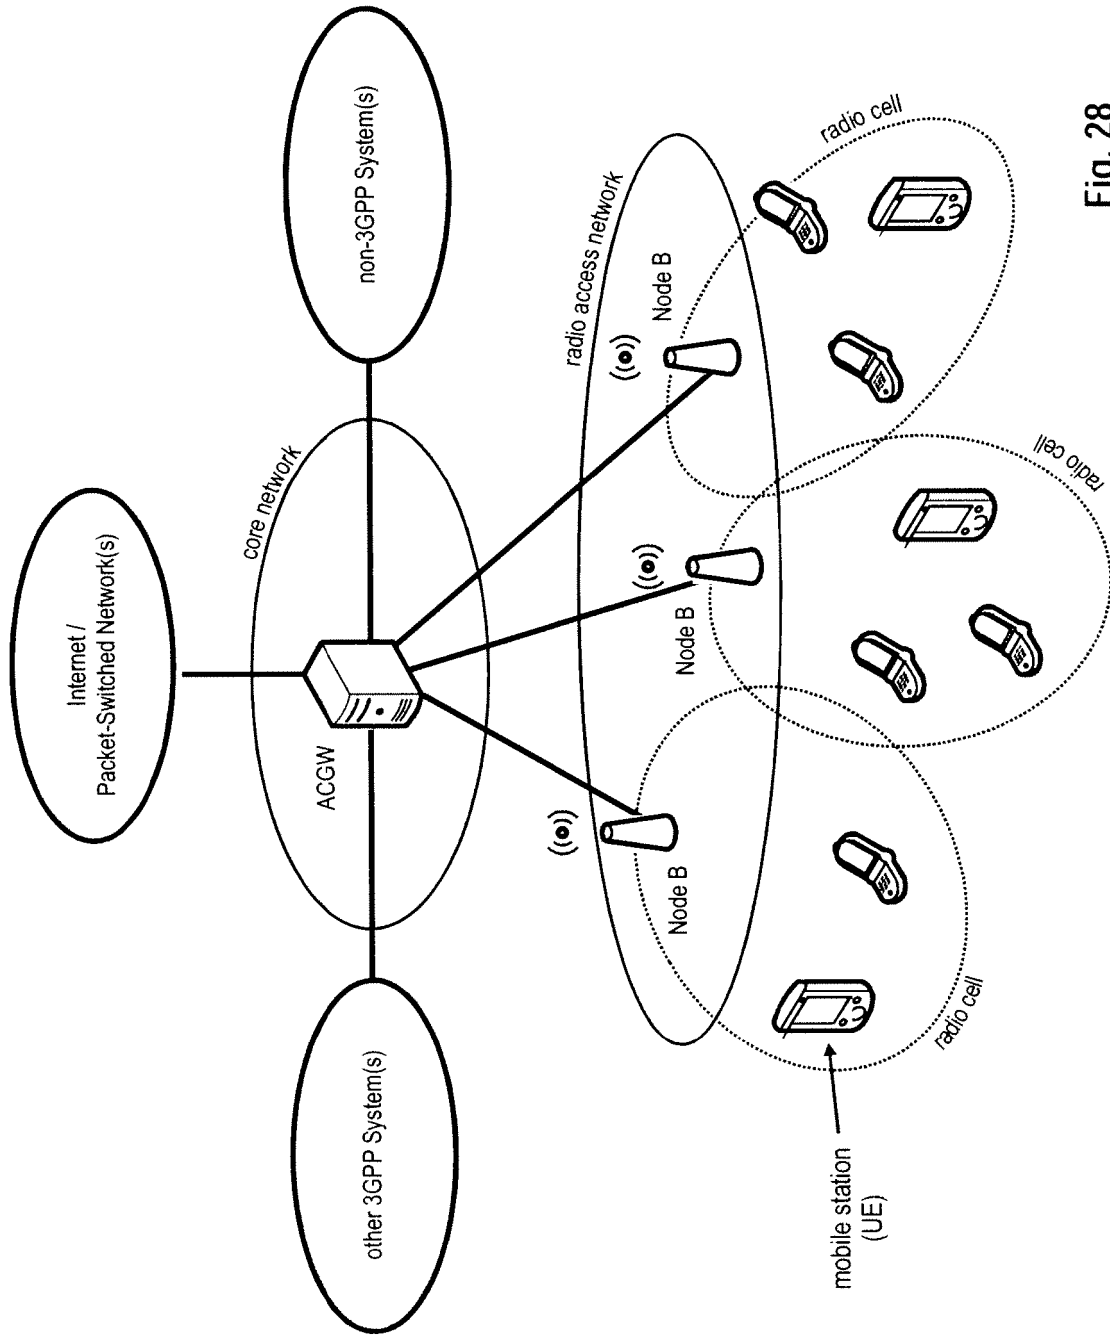 Internet /
Packet-Switched Network(s)
core network
other 3GPP System(s)
ACGW
non-3GPP System(s)
radio access network
Node B
Node B
Node B
radio cell
radio cell
radio cell
mobile station
(UE)
Fig. 28